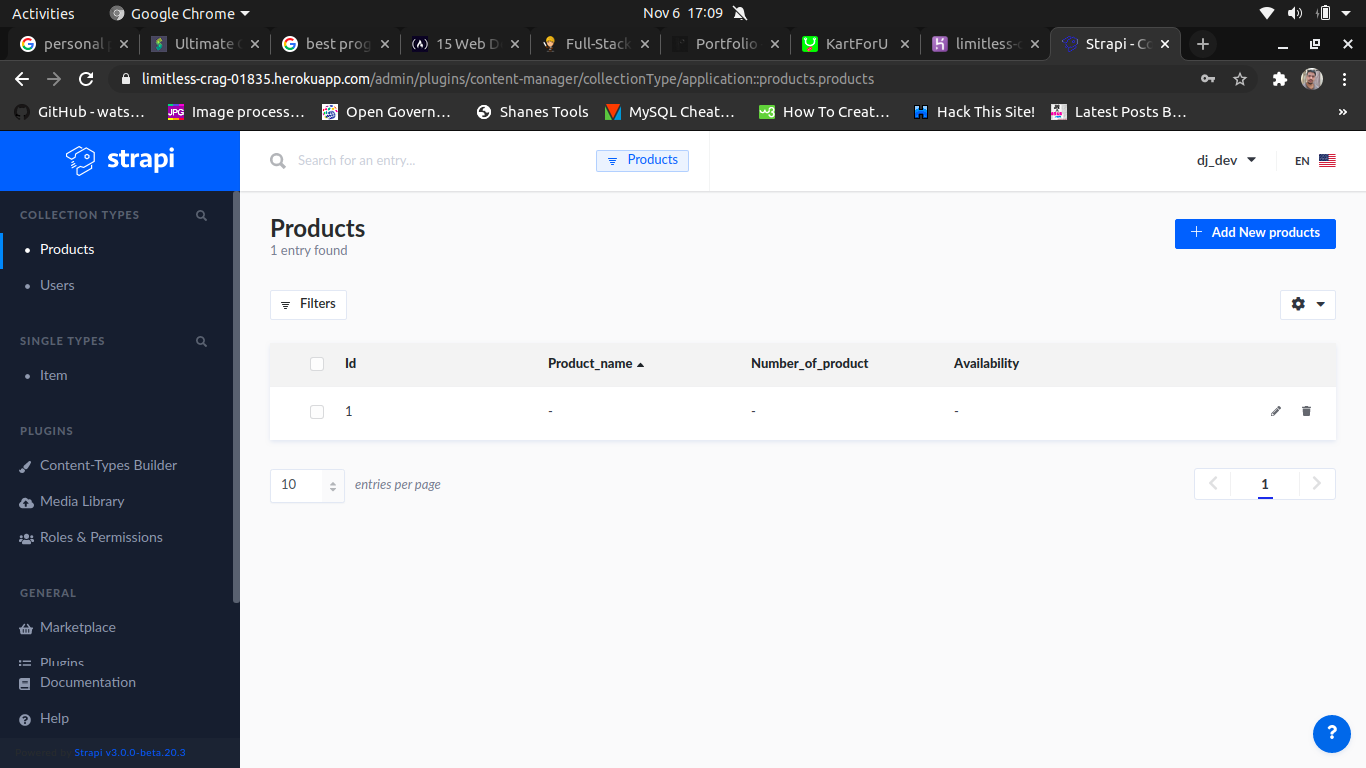 Activities Google Chrome Nov 6 17:09
personal Ultimate best prog 15 Web D Full-Stack Portfolio KartForU limitless-c Strapi - Co
limitless-crag-01835.herokuapp.com/admin/plugins/content-manager/collectionType/application::products.products
GitHub - wats… JPG Image process… Open Govern… Shanes Tools MySQL Cheat… How To Creat… Hack This Site! Latest Posts B… »
strapi Search for an entry... Products dj_dev EN
COLLECTION TYPES
Products
Users
SINGLE TYPES
Item
PLUGINS
Content-Types Builder
Media Library
Roles & Permissions
GENERAL
Marketplace
Plugins
Documentation
Help
Powered by Strapi v3.0.0-beta.20.3
Products
1 entry found
+ Add New products
Filters
Id Product_name Number_of_product Availability
1 - - -
10 entries per page 1
?